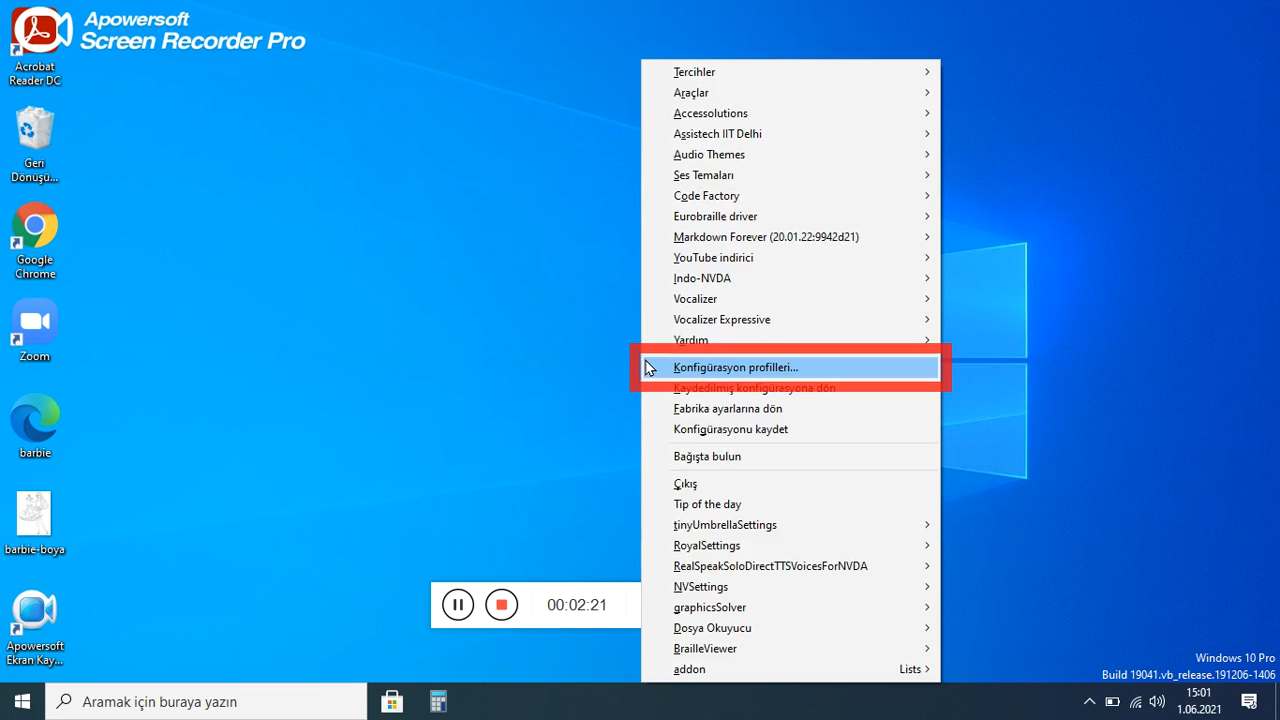 Apowersoft
Screen Recorder Pro
Acrobat
Reader DC
Geri
Dönüşü...
Google
Chrome
Zoom
barbie
barbie-boya
Apowersoft
Ekran Kay...
Tercihler
Araçlar
Accessolutions
Assistech IIT Delhi
Audio Themes
Ses Temaları
Code Factory
Eurobraille driver
Markdown Forever (20.01.22:9942d21)
YouTube indirici
Indo-NVDA
Vocalizer
Vocalizer Expressive
Yardım
Konfigürasyon profilleri...
Kaydedilmiş konfigürasyona dön
Fabrika ayarlarına dön
Konfigürasyonu kaydet
Bağışta bulun
Çıkış
Tip of the day
tinyUmbrellaSettings
RoyalSettings
RealSpeakSoloDirectTTSVoicesForNVDA
NVSettings
graphicsSolver
Dosya Okuyucu
BrailleViewer
addon Lists
00:02:21
Windows 10 Pro
Build 19041.vb_release.191206-1406
Aramak için buraya yazın
15:01
1.06.2021